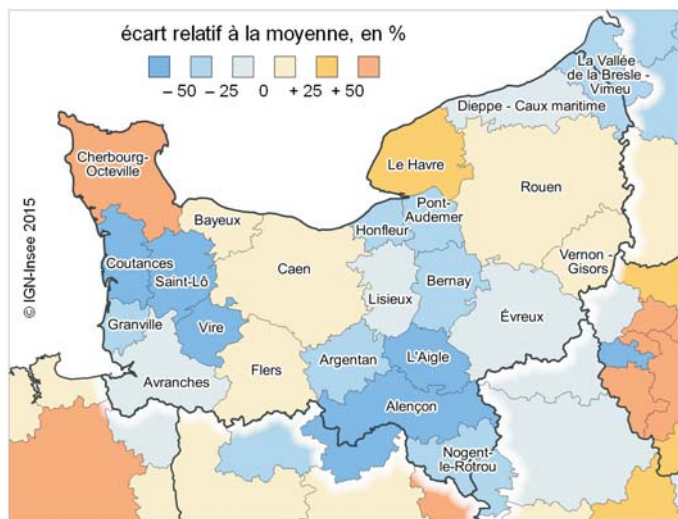 écart relatif à la moyenne, en %
– 50 – 25 0 + 25 + 50
La Vallée
de la Bresle -
Vimeu
Dieppe - Caux maritime
Cherbourg-
Octeville
Le Havre
Rouen
Bayeux
Pont-
Audemer
Honfleur
Vernon -
Gisors
Coutances
Caen
Saint-Lô
Bernay
Lisieux
Évreux
Granville
Vire
L'Aigle
Argentan
Flers
Avranches
Alençon
Nogent-
le-Rotrou
© IGN-Insee 2015